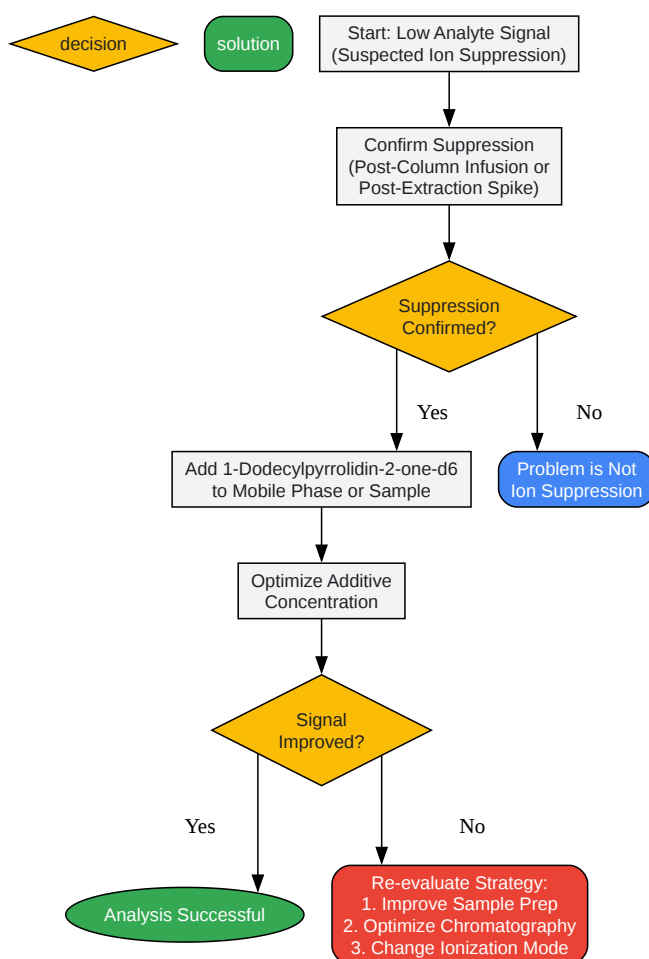 decision
solution
Start: Low Analyte Signal
(Suspected Ion Suppression)
Confirm Suppression
(Post-Column Infusion or
Post-Extraction Spike)
Suppression
Confirmed?
Yes
No
Add 1-Dodecylpyrrolidin-2-one-d6
to Mobile Phase or Sample
Problem is Not
Ion Suppression
Optimize Additive
Concentration
Signal
Improved?
Yes
No
Analysis Successful
Re-evaluate Strategy:
1. Improve Sample Prep
2. Optimize Chromatography
3. Change Ionization Mode